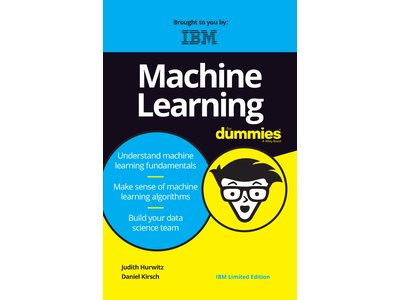 Brought to you by:
IBM
Machine
Learning
for
dummies
A Wiley Brand
Understand machine
learning fundamentals
Make sense of machine
learning algorithms
Build your data
science team
Judith Hurwitz
Daniel Kirsch
IBM Limited Edition